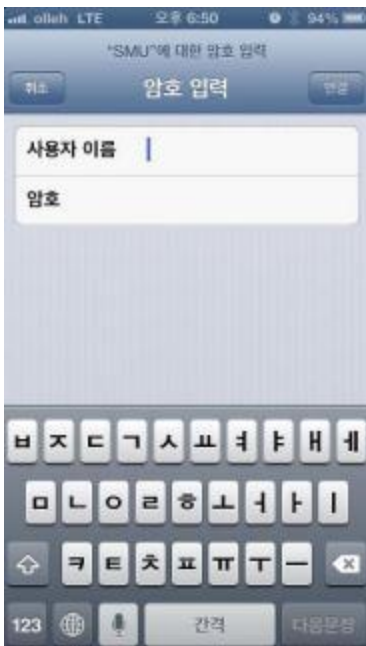 olleh LTE 오후 6:50 94%
"SMU"에 대한 암호 입력
취소 암호 입력 연결
사용자 이름
암호
ㅂ ㅈ ㄷ ㄱ ㅅ ㅛ ㅕ ㅑ ㅐ ㅔ
ㅁ ㄴ ㅇ ㄹ ㅎ ㅗ ㅓ ㅏ ㅣ
ㅋ ㅌ ㅊ ㅍ ㅠ ㅜ ㅡ
123 간격 다음문장